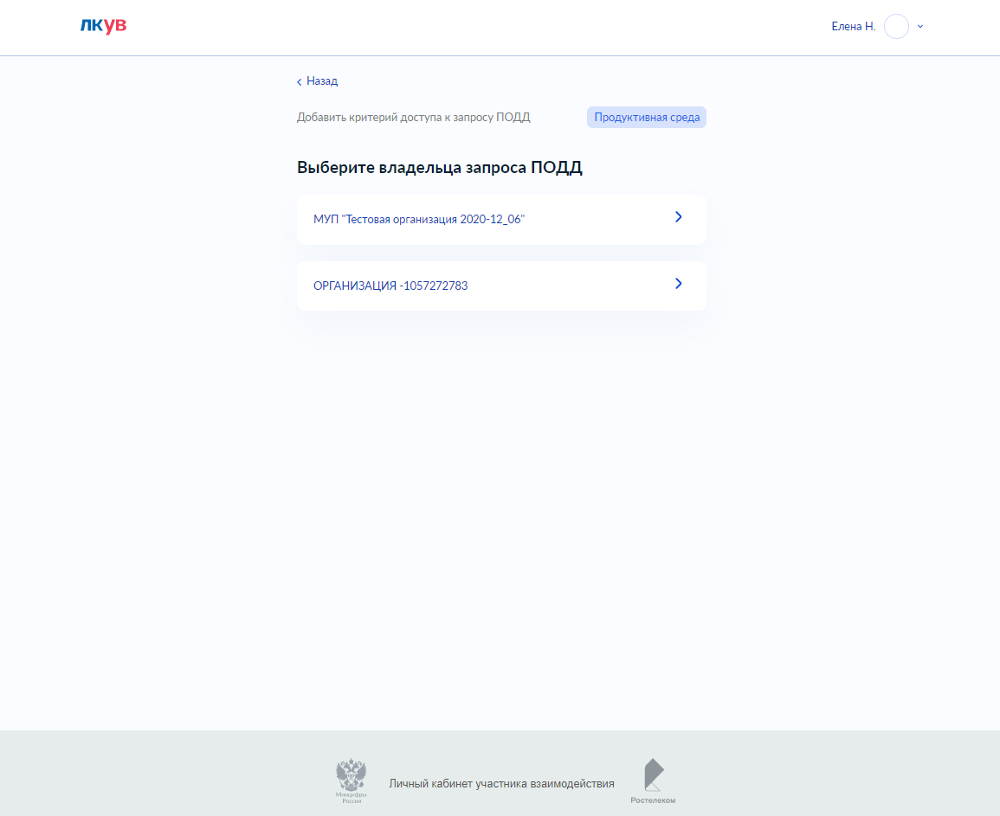 ЛКУВ
Елена Н.
Назад
Добавить критерий доступа к запросу ПОДД
Продуктивная среда
Выберите владельца запроса ПОДД
МУП "Тестовая организация 2020-12_06"
ОРГАНИЗАЦИЯ -1057272783
Минцифры
России
Личный кабинет участника взаимодействия
Ростелеком